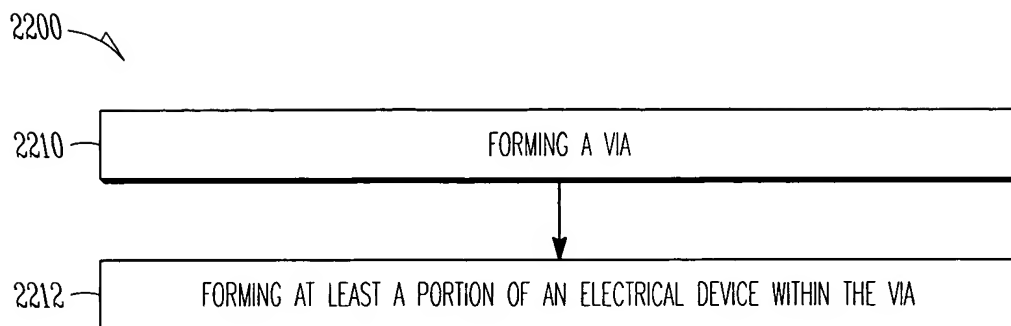 2200
2210
FORMING A VIA
2212
FORMING AT LEAST A PORTION OF AN ELECTRICAL DEVICE WITHIN THE VIA